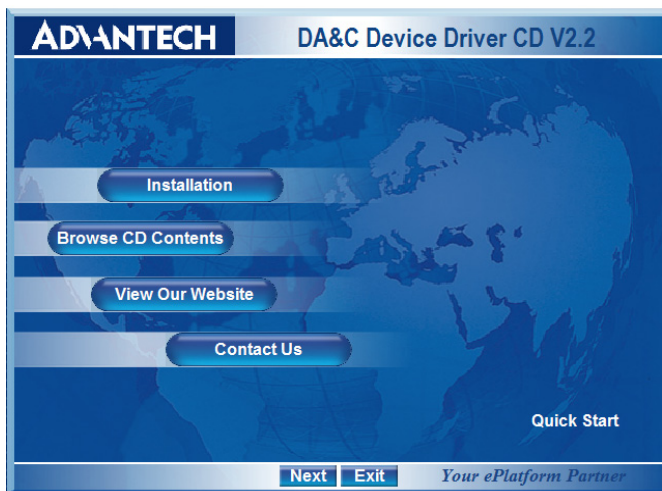 ADVANTECH
DA&C Device Driver CD V2.2
Installation
Browse CD Contents
View Our Website
Contact Us
Quick Start
Next Exit Your ePlatform Partner